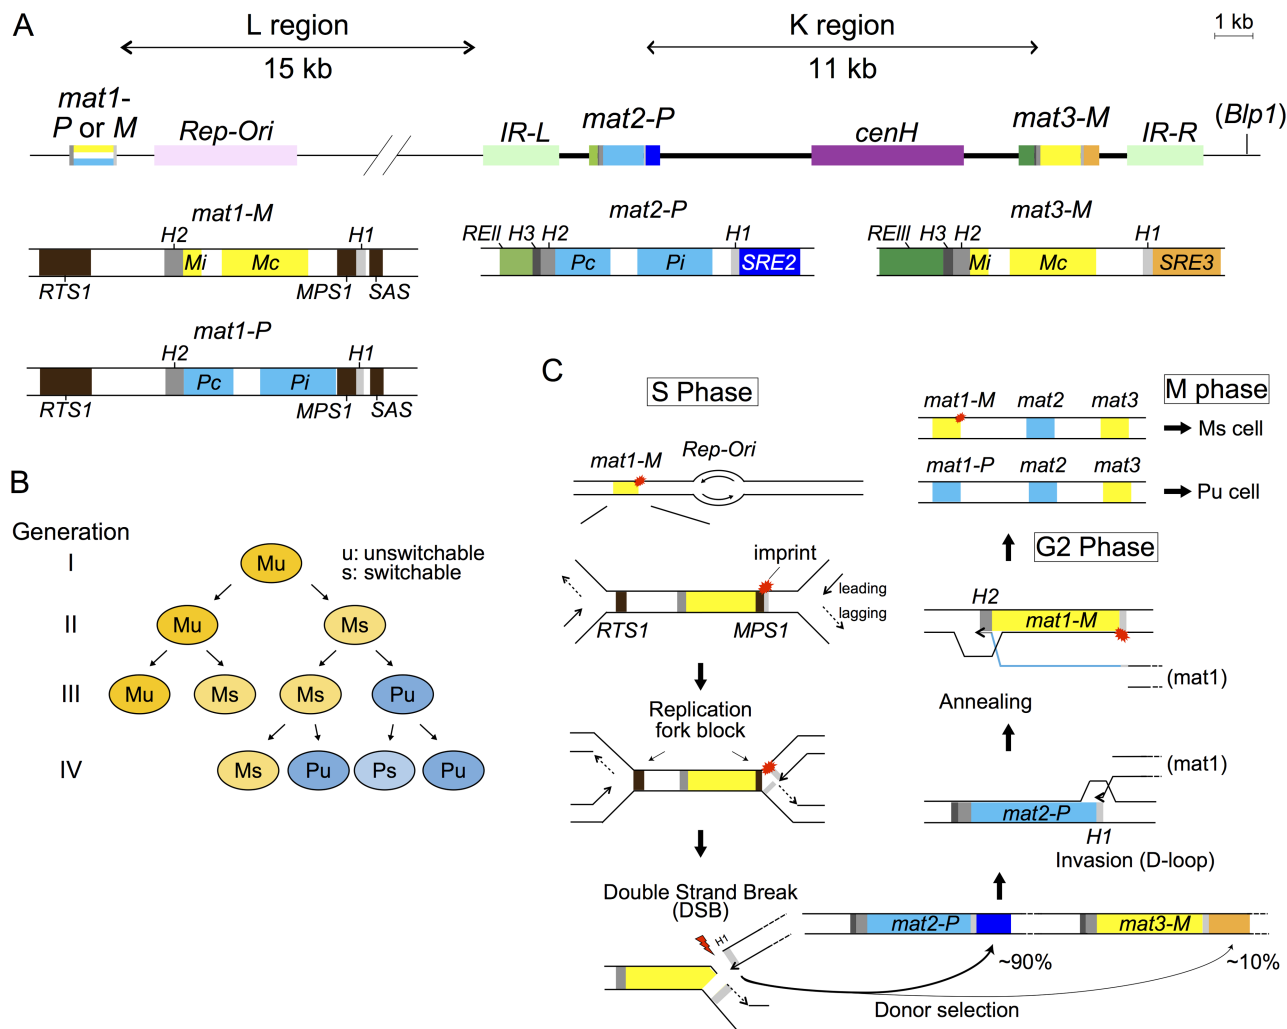 A
L region
15 kb
K region
11 kb
1 kb
mat1-
P or M
Rep-Ori
IR-L
mat2-P
cenH
mat3-M
IR-R
(Blp1)
mat1-M
H2
H1
Mi
Mc
RTS1
MPS1
SAS
mat2-P
REII
H3
H2
H1
Pc
Pi
SRE2
mat3-M
REIII
H3
H2
H1
Mi
Mc
SRE3
mat1-P
H2
H1
Pc
Pi
RTS1
MPS1
SAS
B
Generation
u: unswitchable
s: switchable
I
Mu
II
Mu
Ms
III
Mu
Ms
Ms
Pu
IV
Ms
Pu
Ps
Pu
C
S Phase
mat1-M
Rep-Ori
imprint
leading
lagging
RTS1
MPS1
Replication
fork block
Double Strand Break
(DSB)
H1
mat2-P
mat3-M
~90%
~10%
Donor selection
(mat1)
mat2-P
H1
Invasion (D-loop)
Annealing
H2
mat1-M
(mat1)
G2 Phase
M phase
mat1-M
mat2
mat3
Ms cell
mat1-P
mat2
mat3
Pu cell